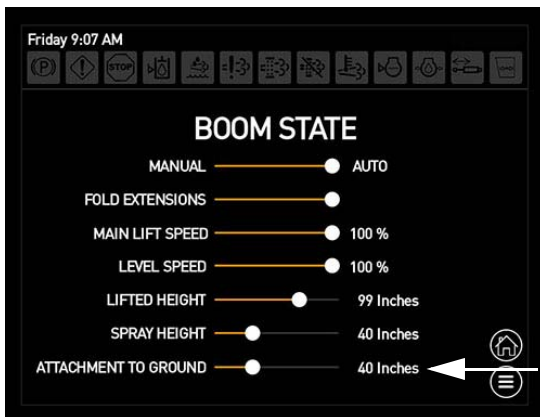 Friday 9:07 AM
(P) STOP
BOOM STATE
MANUAL AUTO
FOLD EXTENSIONS
MAIN LIFT SPEED 100 %
LEVEL SPEED 100 %
LIFTED HEIGHT 99 Inches
SPRAY HEIGHT 40 Inches
ATTACHMENT TO GROUND 40 Inches